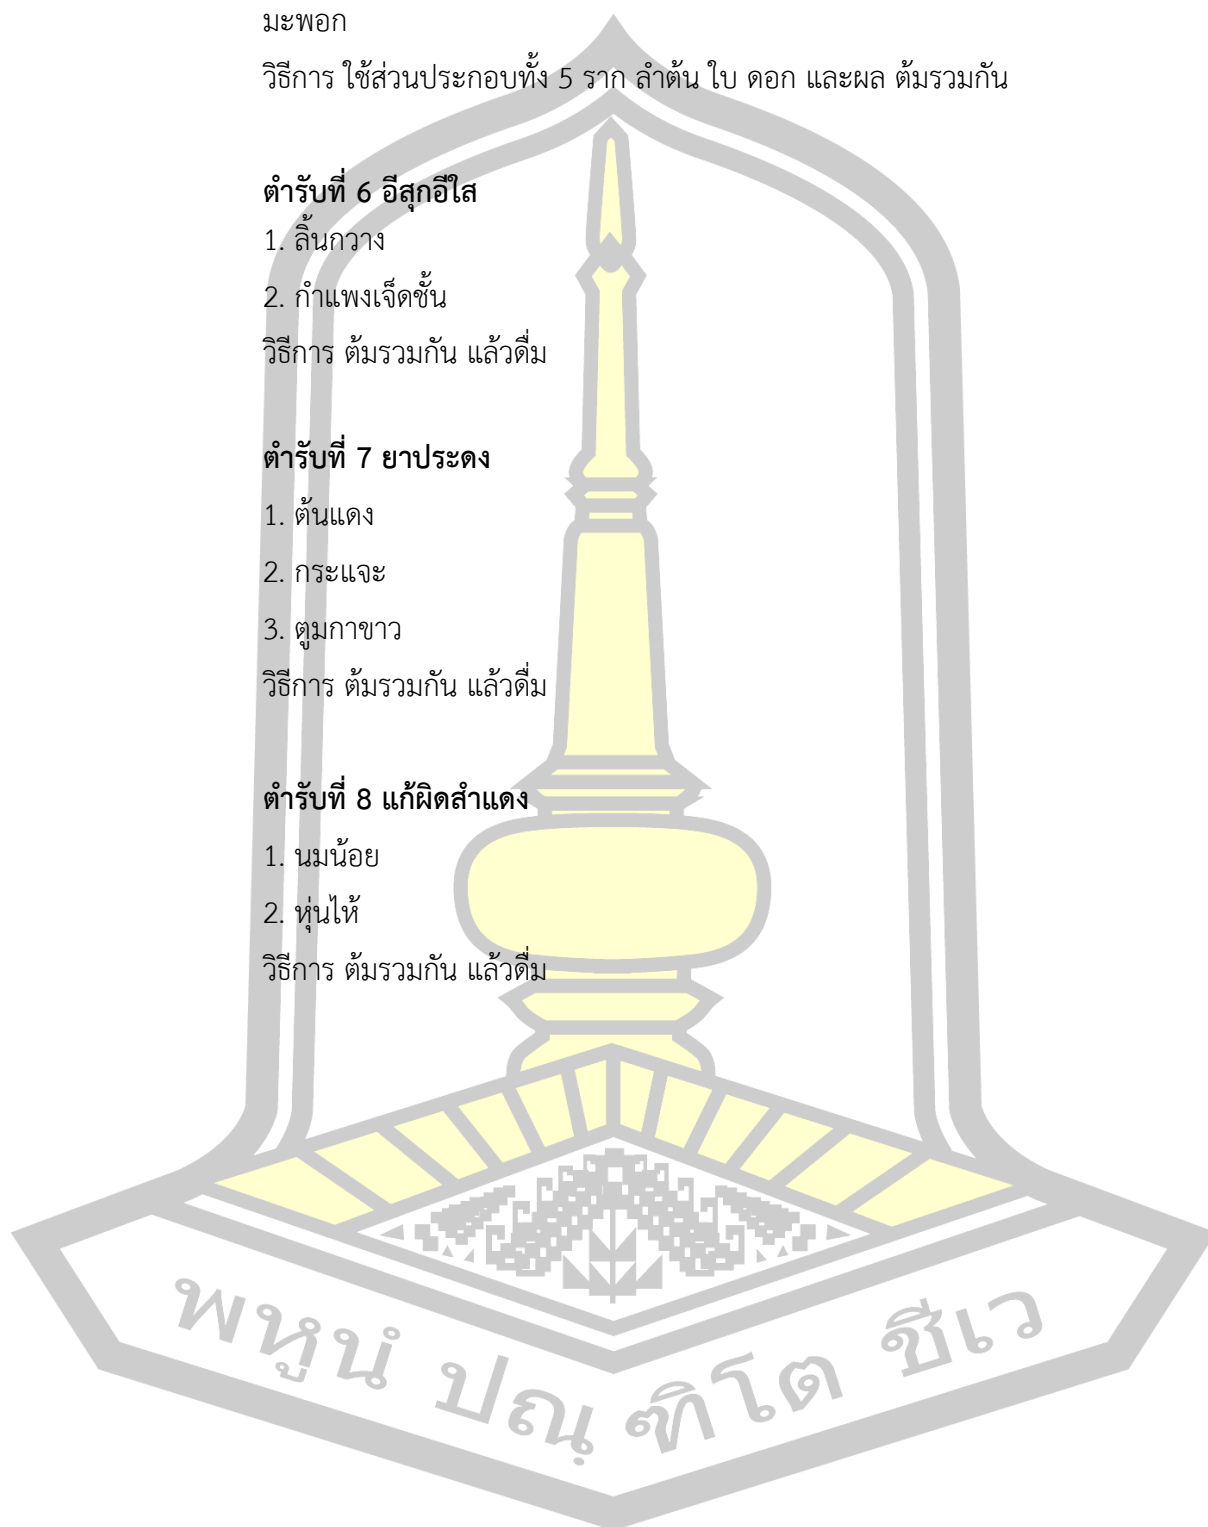 มะพอก
วิธีการ ใช้ส่วนประกอบทั้ง 5 ราก ลำต้น ใบ ดอก และผล ต้มรวมกัน
ตำรับที่ 6 อีสุกอีใส
1. ลิ้นกวาง
2. กำแพงเจ็ดชั้น
วิธีการ ต้มรวมกัน แล้วดื่ม
ตำรับที่ 7 ยาประดง
1. ต้นแดง
2. กระแจะ
3. ตูมกาขาว
วิธีการ ต้มรวมกัน แล้วดื่ม
ตำรับที่ 8 แก้ผิดสำแดง
1. นมน้อย
2. หุ่นไห้
วิธีการ ต้มรวมกัน แล้วดื่ม
พหูนํ ปณฺฑิโต ชีเว